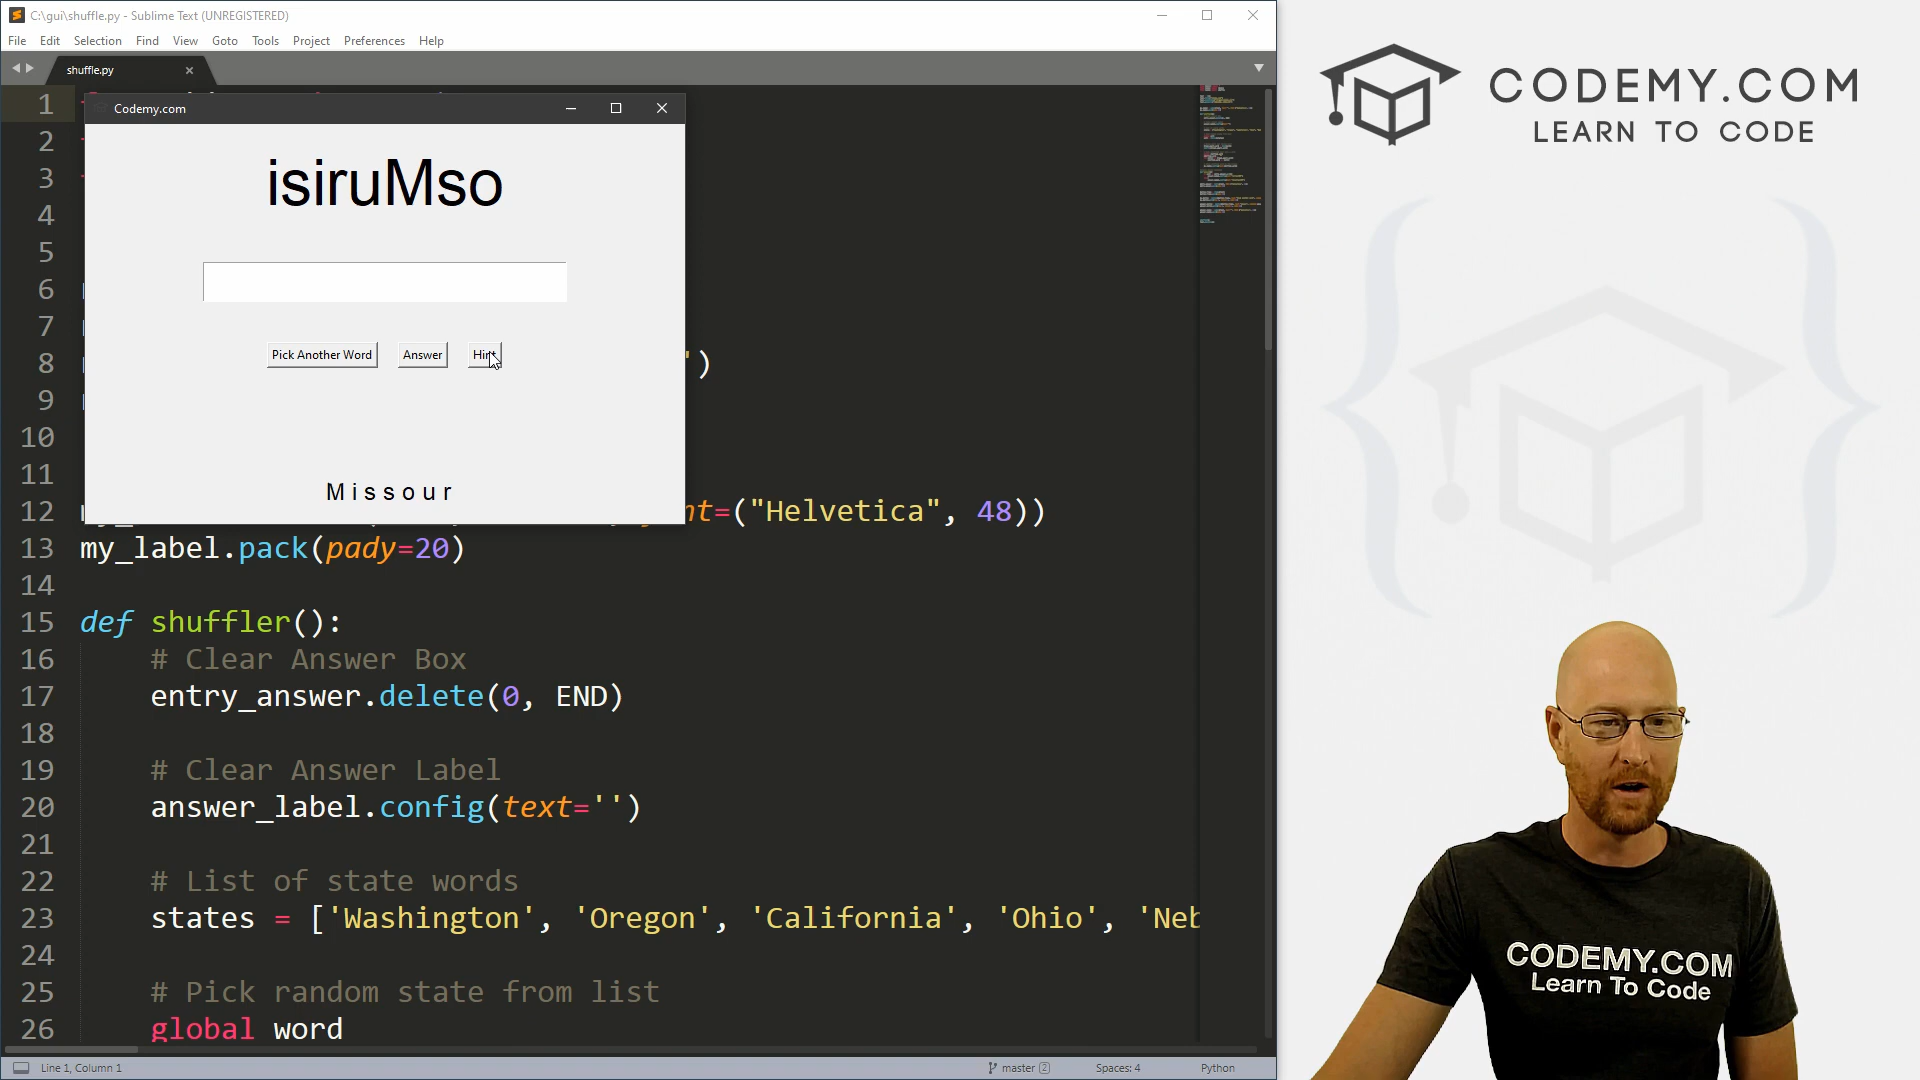 C:\gui\shuffle.py - Sublime Text (UNREGISTERED)
File Edit Selection Find View Goto Tools Project Preferences Help
shuffle.py
Codemy.com
isiruMso
Pick Another Word Answer
M i s s o u r
1
2
3
4
5
6
7
8 ')
9
10
11
12 =("Helvetica", 48))
13 my_label.pack(pady=20)
14
15 def shuffler():
16 # Clear Answer Box
17 entry_answer.delete(0, END)
18
19 # Clear Answer Label
20 answer_label.config(text='')
21
22 # List of state words
23 states = ['Washington', 'Oregon', 'California', 'Ohio', 'Neb
24
25 # Pick random state from list
26 global word
Line 1, Column 1 master 2 Spaces: 4 Python
CODEMY.COM
LEARN TO CODE
CODEMY.COM
Learn To Code